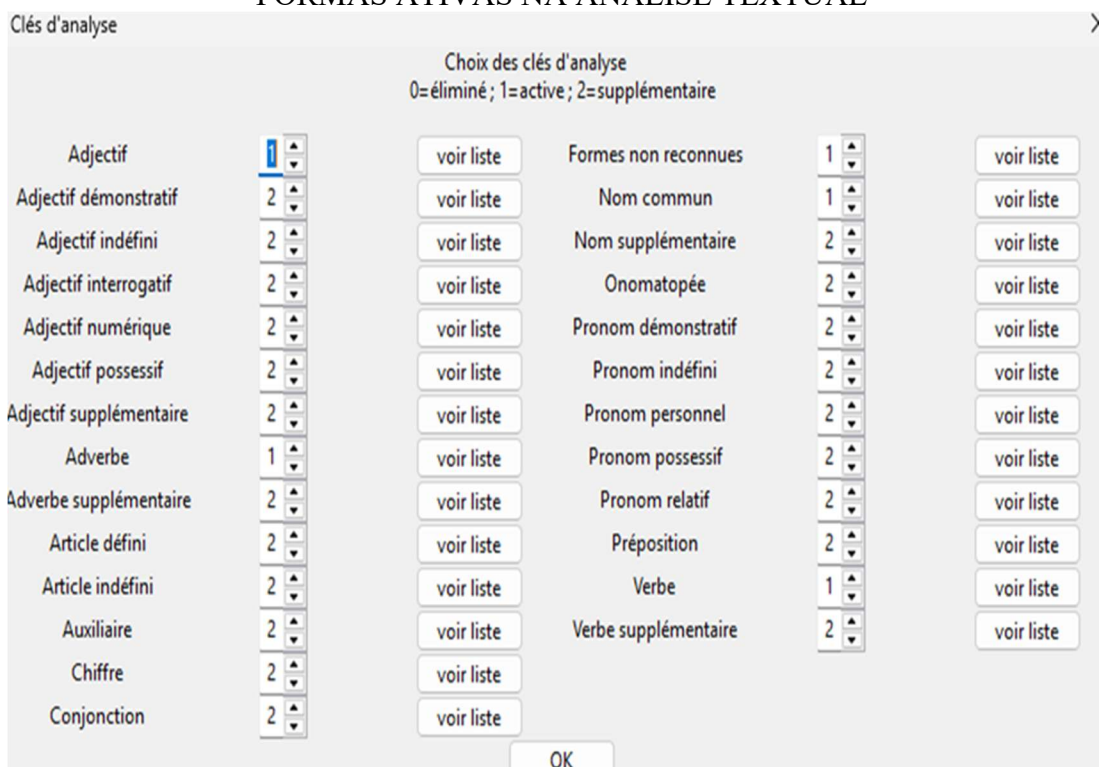 FORMAS ATIVAS NA ANÁLISE TEXTUAL
Clés d'analyse X
Choix des clés d'analyse
0=éliminé ; 1=active ; 2=supplémentaire
Adjectif 1 voir liste Formes non reconnues 1 voir liste
Adjectif démonstratif 2 voir liste Nom commun 1 voir liste
Adjectif indéfini 2 voir liste Nom supplémentaire 2 voir liste
Adjectif interrogatif 2 voir liste Onomatopée 2 voir liste
Adjectif numérique 2 voir liste Pronom démonstratif 2 voir liste
Adjectif possessif 2 voir liste Pronom indéfini 2 voir liste
Adjectif supplémentaire 2 voir liste Pronom personnel 2 voir liste
Adverbe 1 voir liste Pronom possessif 2 voir liste
Adverbe supplémentaire 2 voir liste Pronom relatif 2 voir liste
Article défini 2 voir liste Préposition 2 voir liste
Article indéfini 2 voir liste Verbe 1 voir liste
Auxiliaire 2 voir liste Verbe supplémentaire 2 voir liste
Chiffre 2 voir liste
Conjonction 2 voir liste
OK